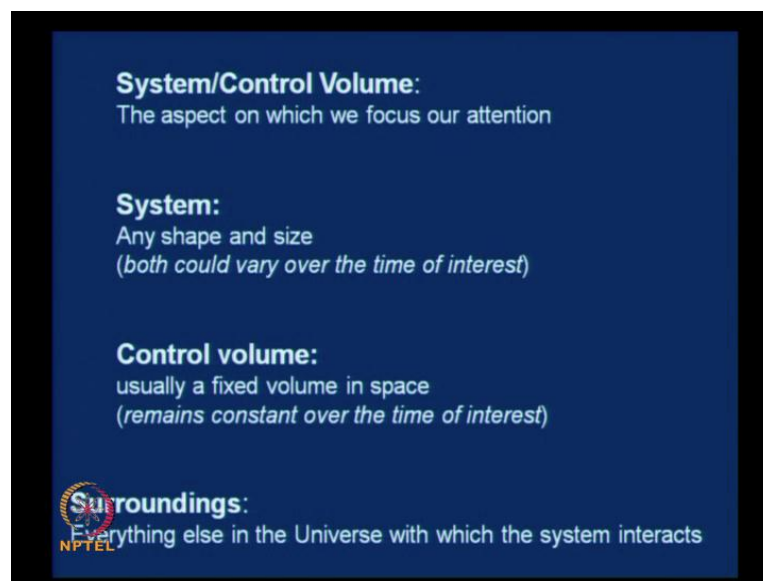 System/Control Volume:
The aspect on which we focus our attention
System:
Any shape and size
(both could vary over the time of interest)
Control volume:
usually a fixed volume in space
(remains constant over the time of interest)
Surroundings:
Everything else in the Universe with which the system interacts
NPTEL